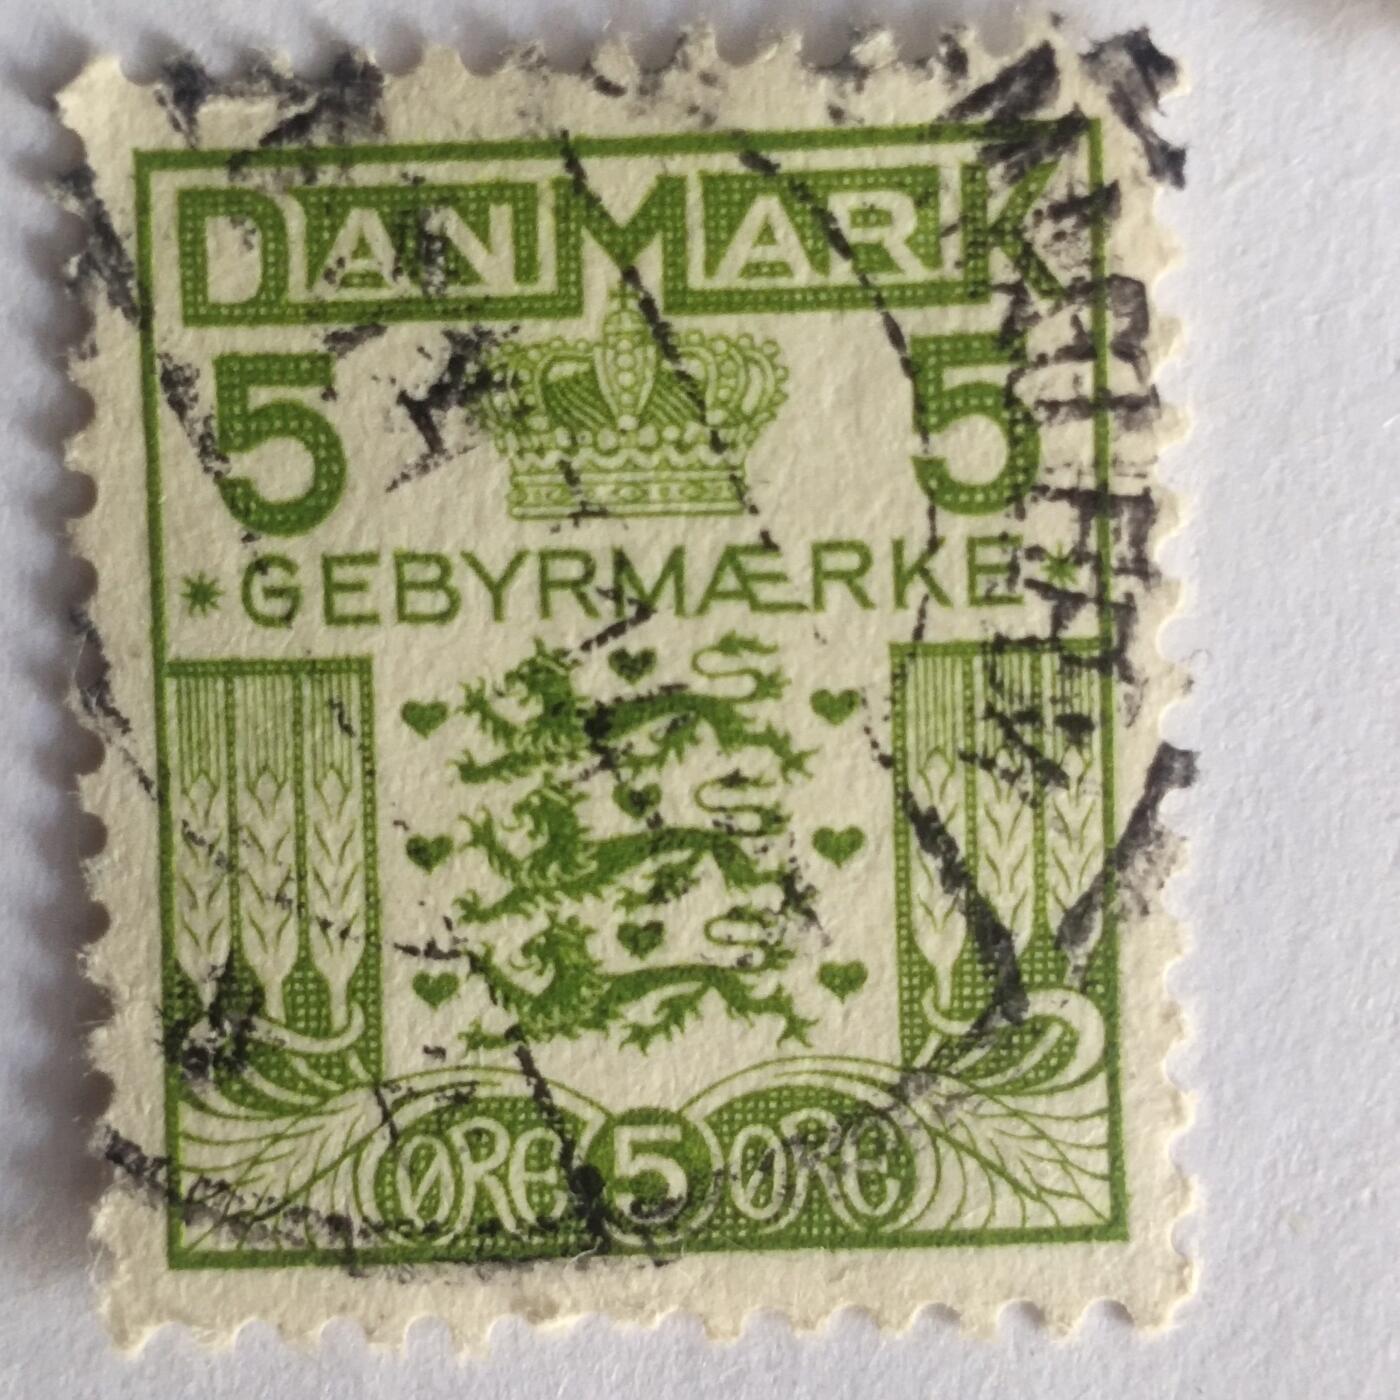 DANMARK
5 5
* GEBYRMÆRKE *
ØRE 5 ØRE